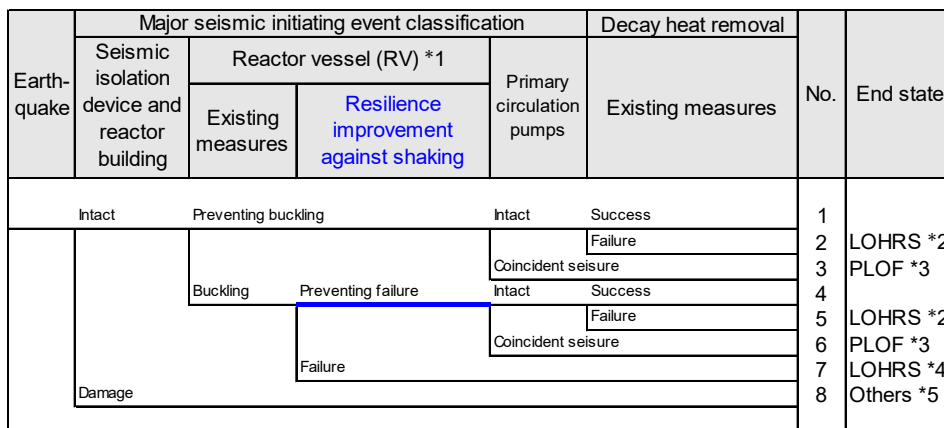 Major seismic initiating event classification
Decay heat removal
Earth-
quake
Seismic
isolation
device and
reactor
building
Reactor vessel (RV) *1
Existing
measures
Resilience
improvement
against shaking
Primary
circulation
pumps
Existing measures
No.
End state
Intact Preventing buckling Intact Success 1
Failure 2 LOHRS *2
Coincident seisure 3 PLOF *3
Buckling Preventing failure Intact Success 4
Failure 5 LOHRS *2
Coincident seisure 6 PLOF *3
Failure 7 LOHRS *4
Damage 8 Others *5